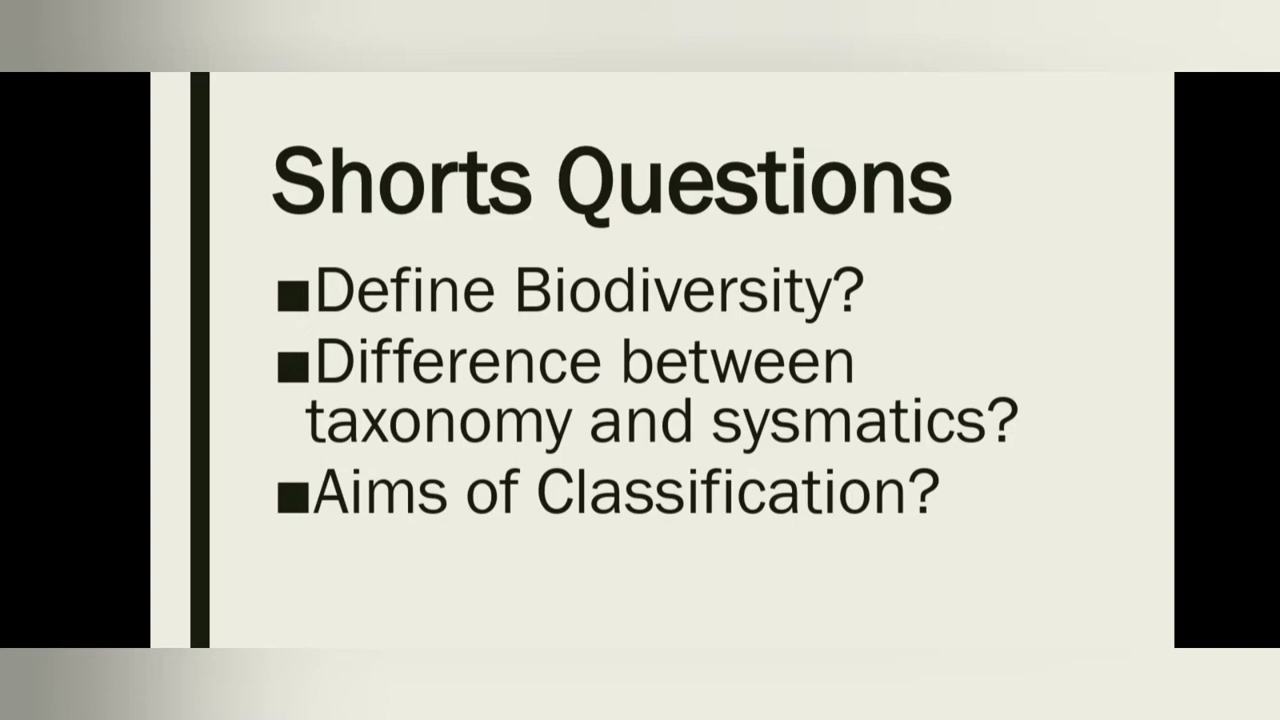 Shorts Questions
■Define Biodiversity?
■Difference between
taxonomy and sysmatics?
■Aims of Classification?